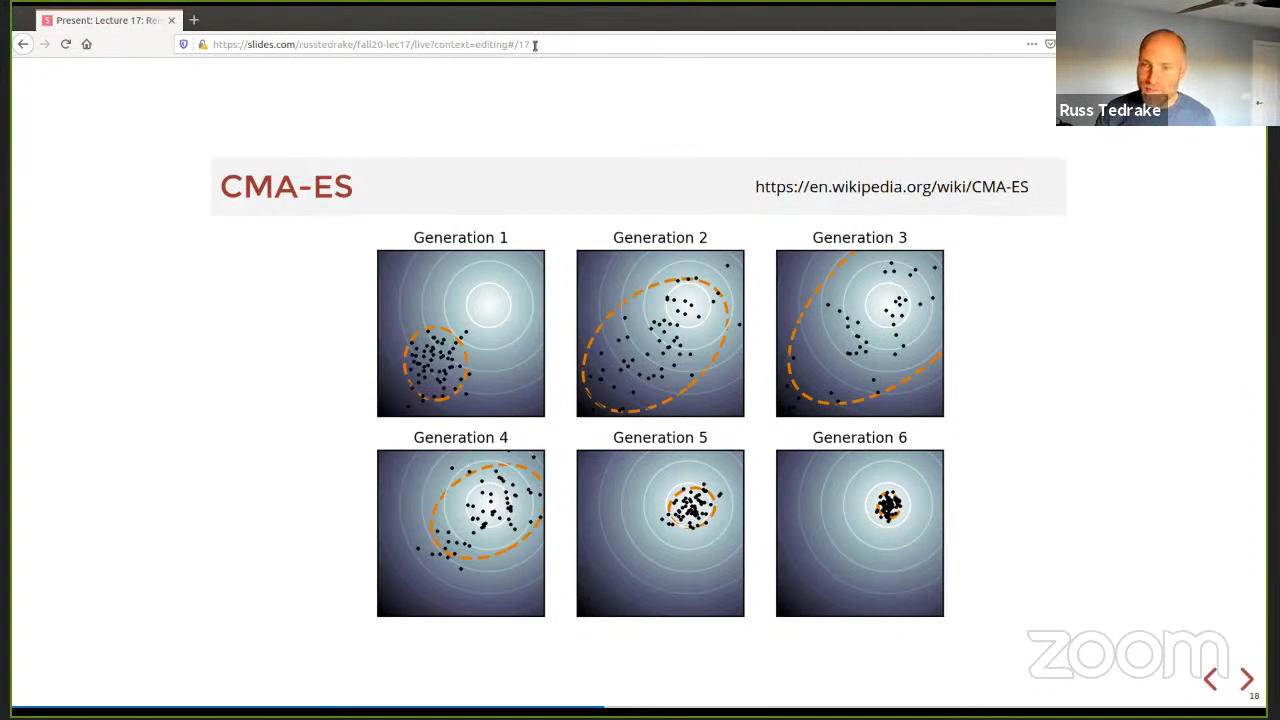 Present: Lecture 17: Rei
https://slides.com/russtedrake/fall20-lec17/live?context=editing#/17
Russ Tedrake
CMA-ES
https://en.wikipedia.org/wiki/CMA-ES
Generation 1
Generation 2
Generation 3
Generation 4
Generation 5
Generation 6
zoom
18